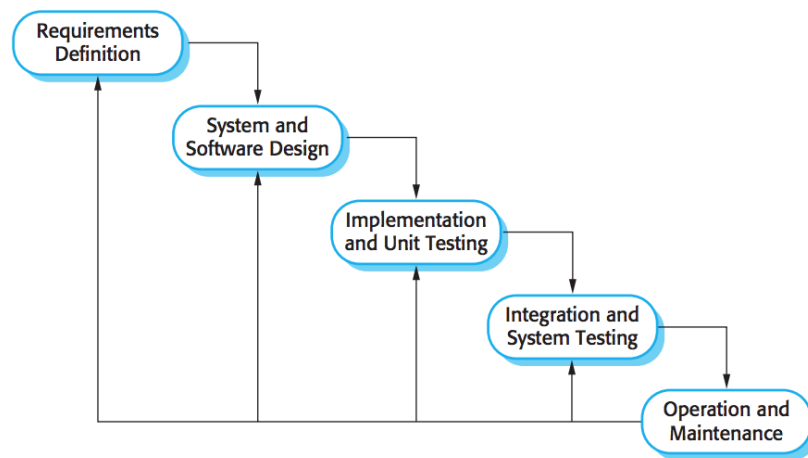 Requirements
Definition
System and
Software Design
Implementation
and Unit Testing
Integration and
System Testing
Operation and
Maintenance